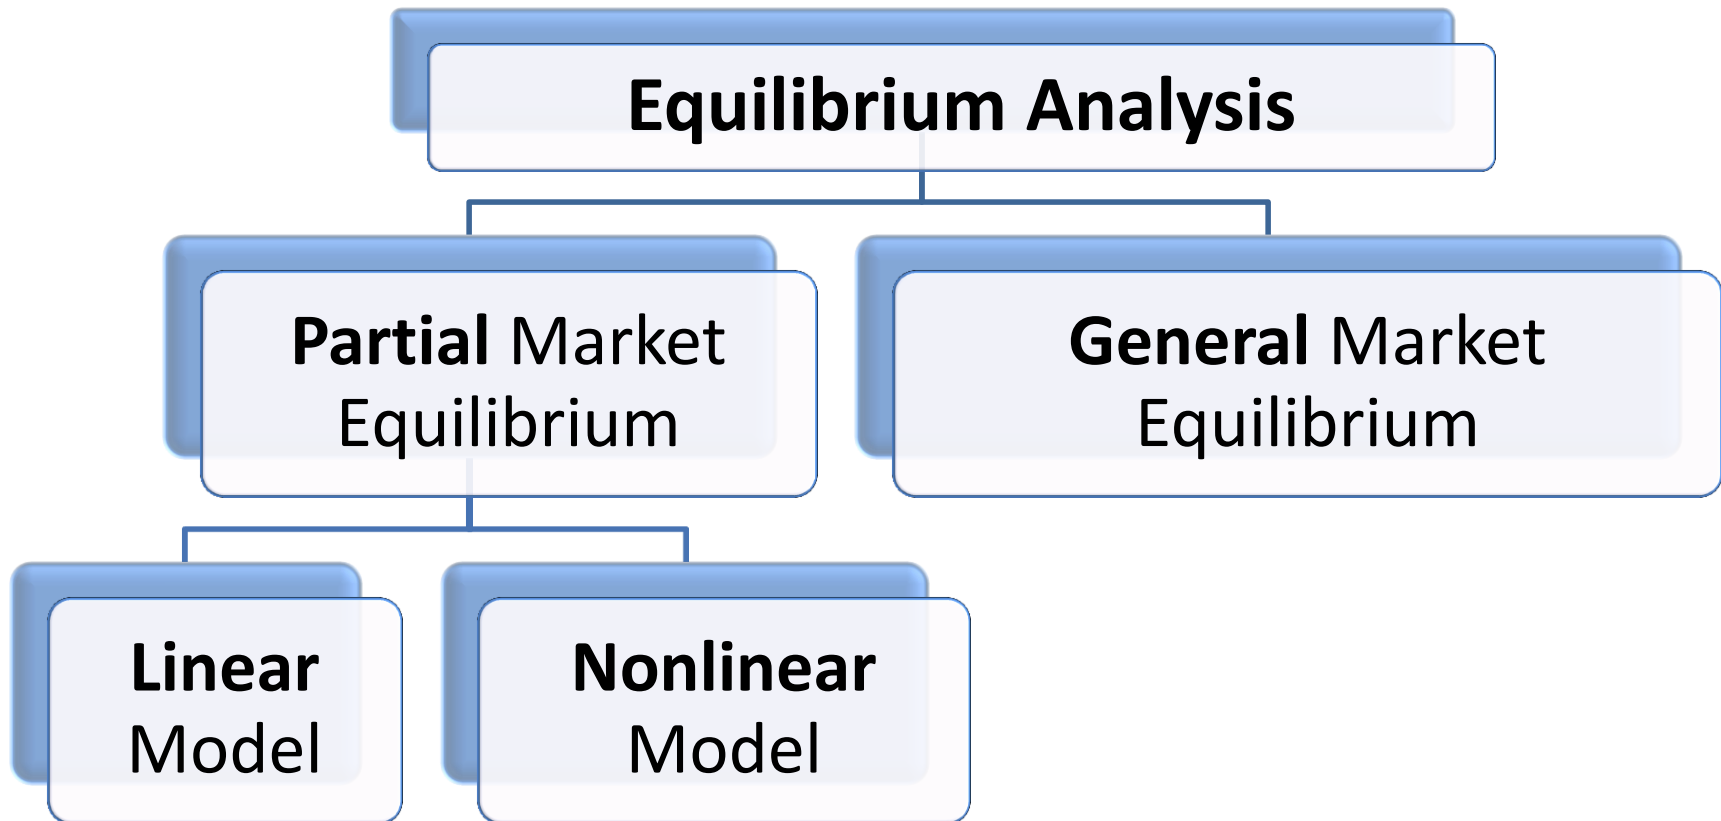 Equilibrium Analysis
Partial Market
Equilibrium
General Market
Equilibrium
Linear
Model
Nonlinear
Model